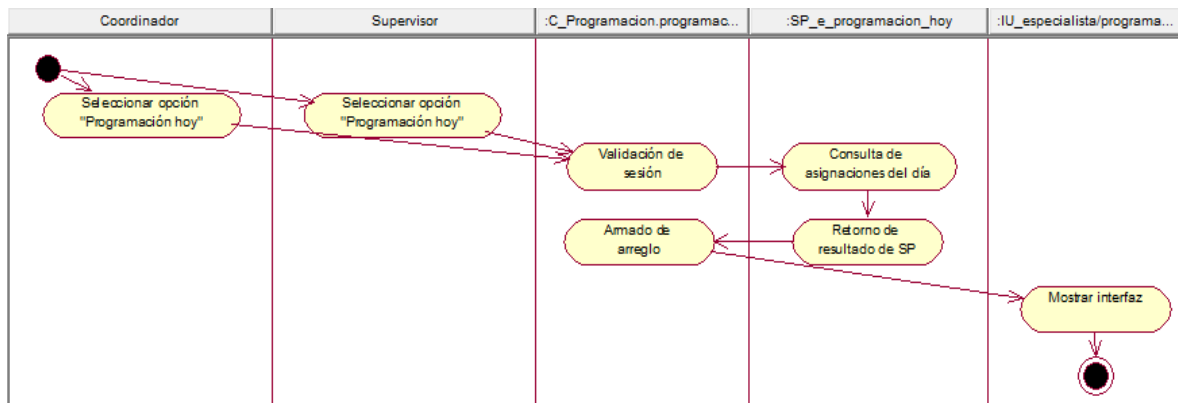 Coordinador
Supervisor
:C_Programacion.programac...
:SP_e_programacion_hoy
:IU_especialista/programa...
Seleccionar opción
"Programación hoy"
Seleccionar opción
"Programación hoy"
Validación de
sesión
Consulta de
asignaciones del día
Armado de
arreglo
Retorno de
resultado de SP
Mostrar interfaz